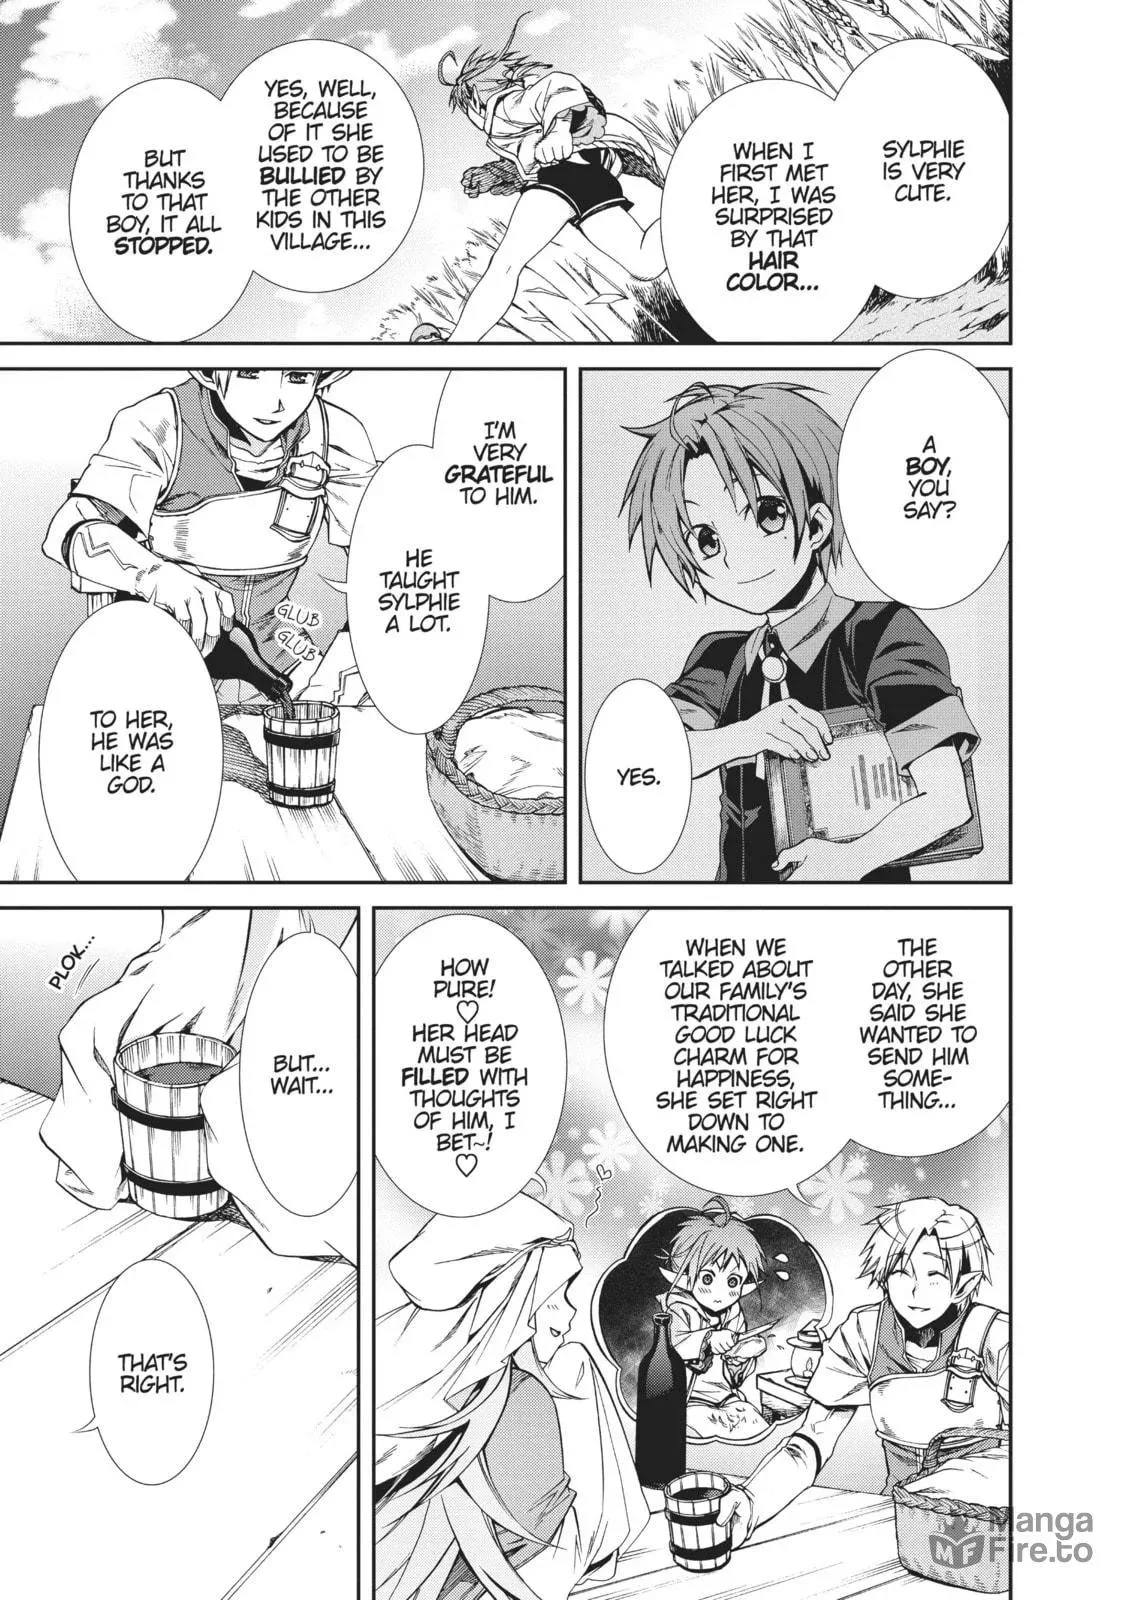 SYLPHIE
IS VERY
CUTE.
WHEN I
FIRST MET
HER, I WAS
SURPRISED
BY THAT
HAIR
COLOR...
YES, WELL,
BECAUSE
OF IT SHE
USED TO BE
BULLIED BY
THE OTHER
KIDS IN THIS
VILLAGE...
BUT
THANKS
TO THAT
BOY, IT ALL
STOPPED.
A
BOY,
YOU
SAY?
YES.
I'M
VERY
GRATEFUL
TO HIM.
HE
TAUGHT
SYLPHIE
A LOT.
GLUB
GLUB
TO HER,
HE WAS
LIKE A
GOD.
THE
OTHER
DAY, SHE
SAID SHE
WANTED TO
SEND HIM
SOME-
THING...
WHEN WE
TALKED ABOUT
OUR FAMILY'S
TRADITIONAL
GOOD LUCK
CHARM FOR
HAPPINESS,
SHE SET RIGHT
DOWN TO
MAKING ONE.
HOW
PURE!
♡
HER HEAD
MUST BE
FILLED WITH
THOUGHTS
OF HIM, I
BET~!
♡
BUT...
WAIT...
PLOK...
THAT'S
RIGHT.
MF
Manga
Fire.to